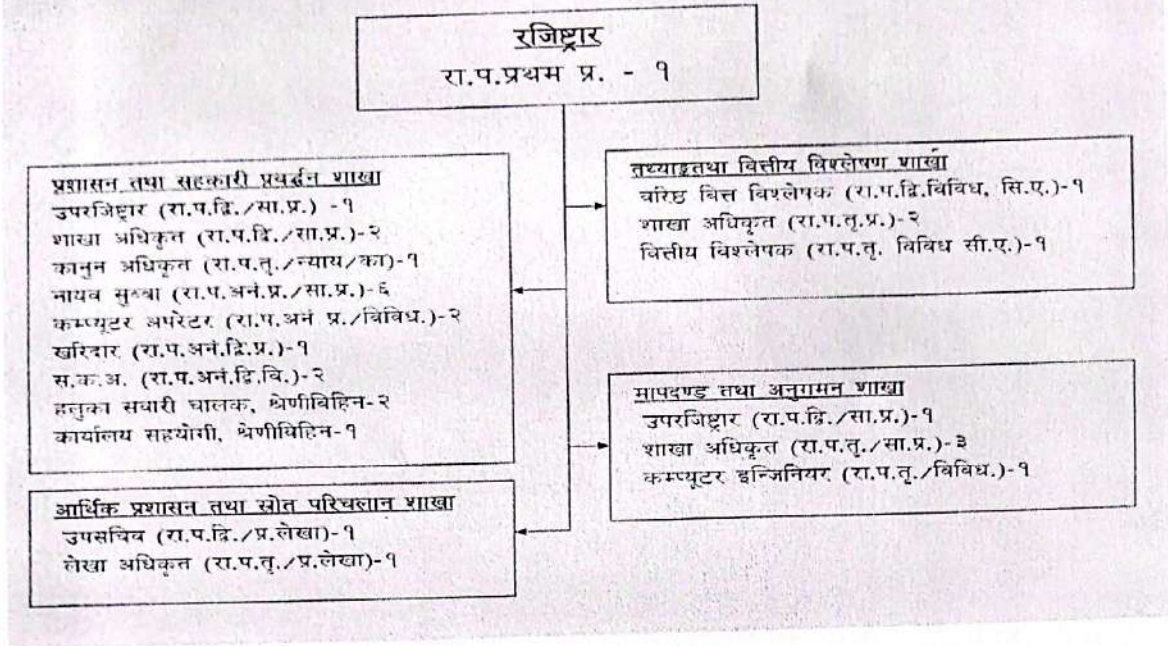 रजिष्ट्रार
रा.प.प्रथम प्र. - १
प्रशासन तथा सहकारी प्रवर्द्धन शाखा
उपरजिष्ट्रार (रा.प.द्वि./सा.प्र.) -१
शाखा अधिकृत (रा.प.द्वि./सा.प्र.)-२
कानुन अधिकृत (रा.प.तृ./न्याय/का)-१
नायव सुब्बा (रा.प.अनं.प्र./सा.प्र.)-६
कम्प्यूटर अपरेटर (रा.प.अनं प्र./विविध.)-२
खरिदार (रा.प.अनं.द्वि.प्र.)-१
स.क.अ. (रा.प.अनं.द्वि.वि.)-२
हलुका सवारी चालक, श्रेणीविहिन-२
कार्यालय सहयोगी, श्रेणीविहिन-१
आर्थिक प्रशासन तथा स्रोत परिचलान शाखा
उपसचिव (रा.प.द्वि./प्र.लेखा)-१
लेखा अधिकृत (रा.प.तृ./प्र.लेखा)-१
तथ्याङ्कतथा वित्तीय विश्लेषण शाखा
वरिष्ठ वित्त विश्लेषक (रा.प.द्वि.विविध, सि.ए.)-१
शाखा अधिकृत (रा.प.तृ.प्र.)-२
वित्तीय विश्लेषक (रा.प.तृ. विविध सी.ए.)-१
मापदण्ड तथा अनुगमन शाखा
उपरजिष्ट्रार (रा.प.द्वि./सा.प्र.)-१
शाखा अधिकृत (रा.प.तृ./सा.प्र.)-३
कम्प्यूटर इन्जिनियर (रा.प.तृ./विविध.)-१